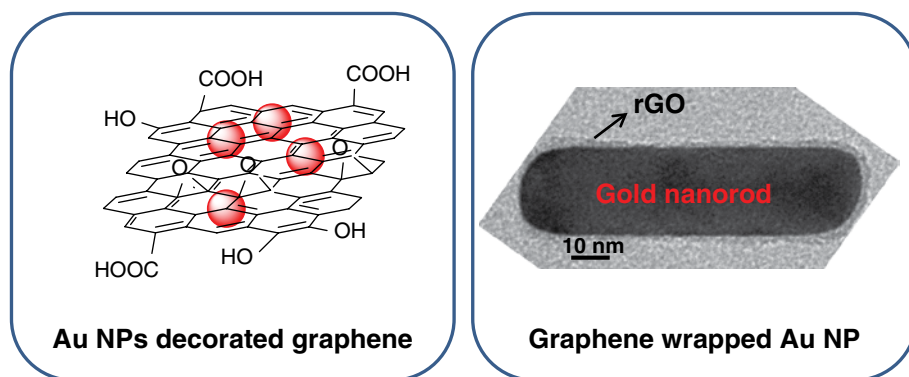 COOH
COOH
HO
O
O
O
OH
HO
HOOC
Au NPs decorated graphene
rGO
Gold nanorod
10 nm
Graphene wrapped Au NP